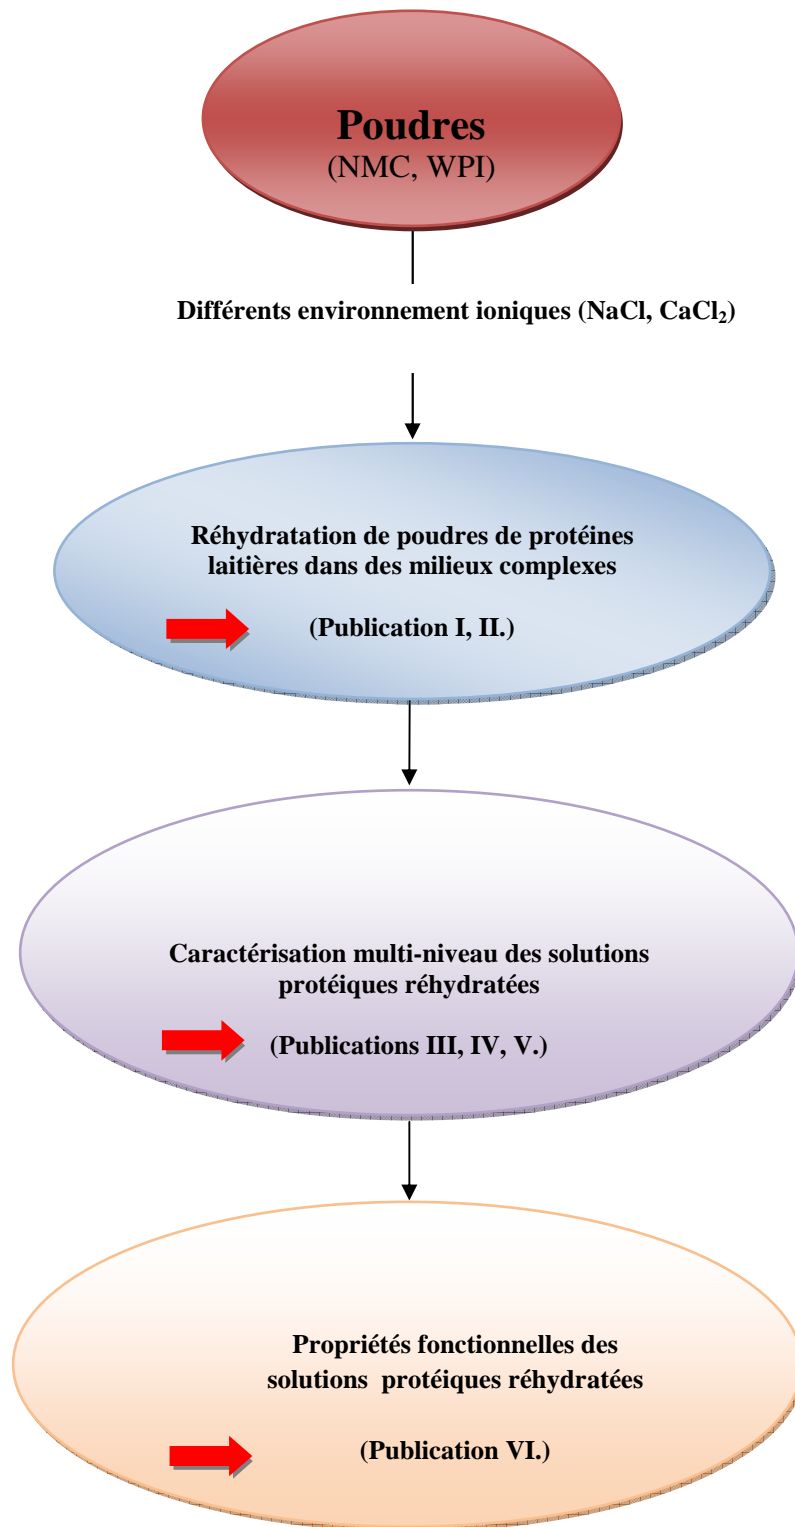 Poudres
(NMC, WPI)
Différents environnement ioniques (NaCl, CaCl₂)
Réhydratation de poudres de protéines
laitières dans des milieux complexes
(Publication I, II.)
Caractérisation multi-niveau des solutions
protéiques réhydratées
(Publications III, IV, V.)
Propriétés fonctionnelles des
solutions protéiques réhydratées
(Publication VI.)